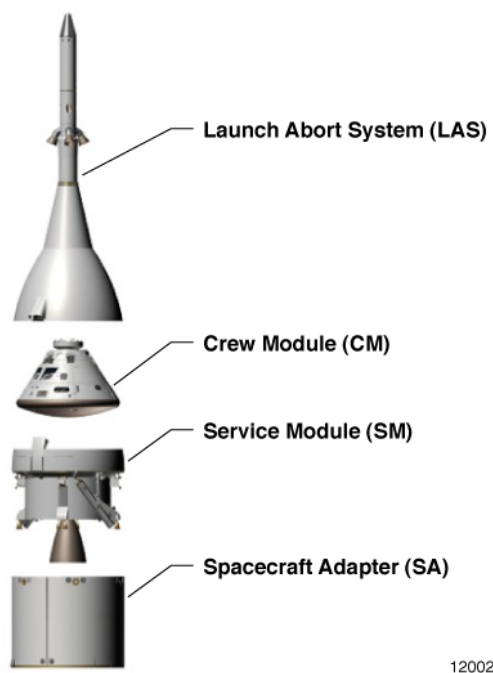 Launch Abort System (LAS)
Crew Module (CM)
Service Module (SM)
Spacecraft Adapter (SA)
12002